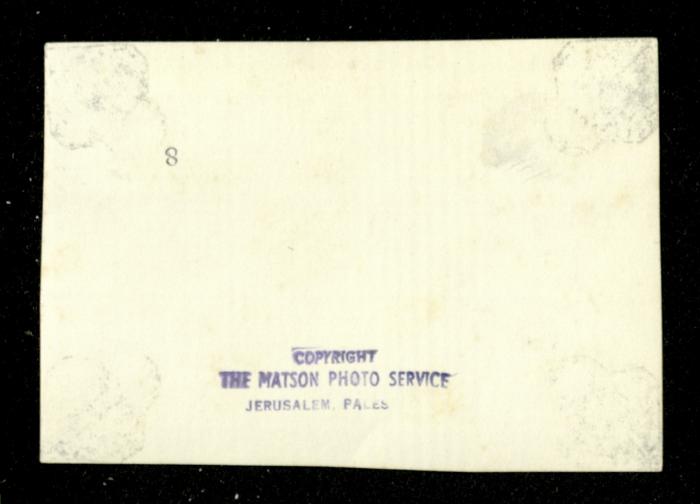 8
COPYRIGHT
THE MATSON PHOTO SERVICE
JERUSALEM, PALES